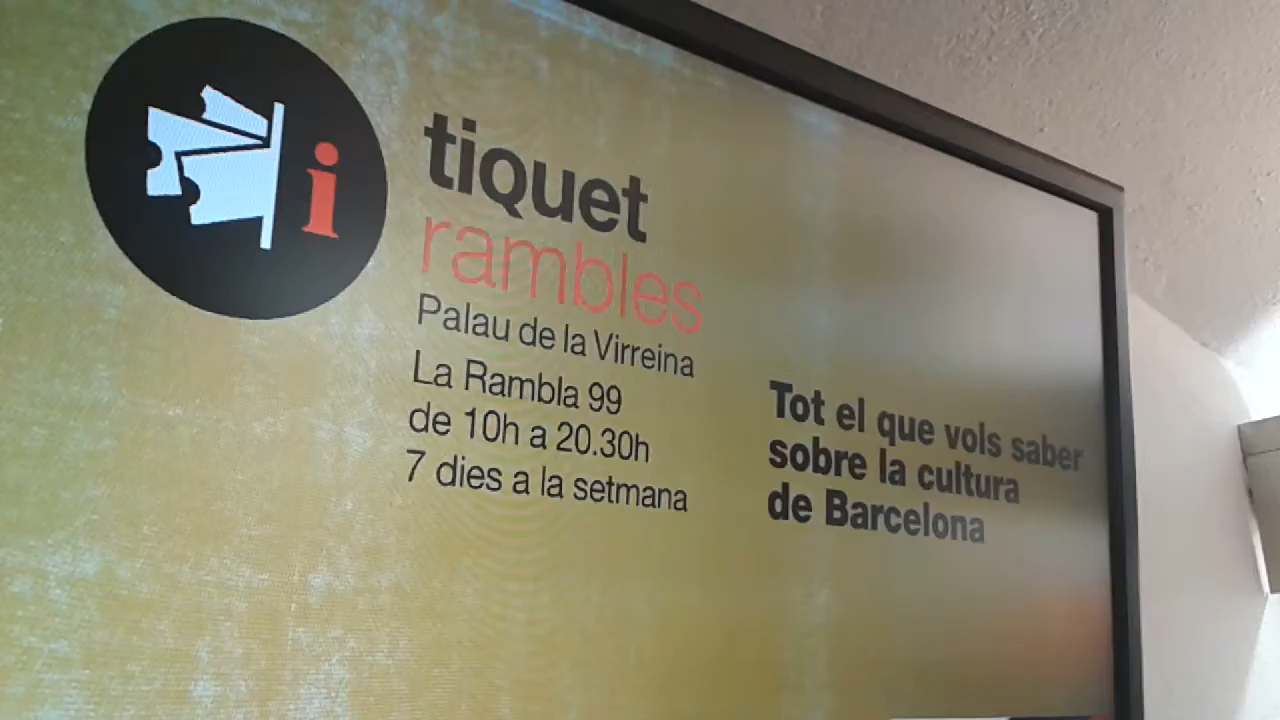 i
tiquet
rambles
Palau de la Virreina
La Rambla 99
de 10h a 20.30h
7 dies a la setmana
Tot el que vols saber
sobre la cultura
de Barcelona